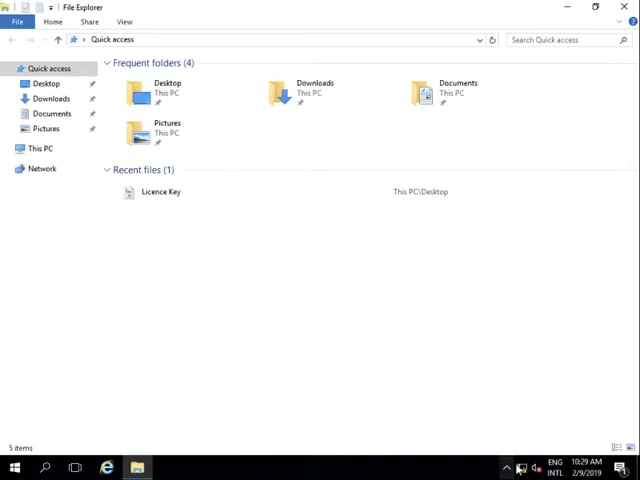 File Explorer
File Home Share View
Quick access
Search Quick access
Quick access
Desktop
Downloads
Documents
Pictures
This PC
Network
Frequent folders (4)
Desktop
This PC
Downloads
This PC
Documents
This PC
Pictures
This PC
Recent files (1)
Licence Key This PC\Desktop
5 items
ENG
INTL
10:29 AM
2/9/2019
1